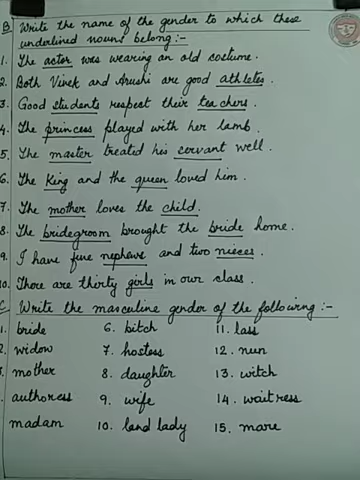 B Write the name of the gender to which these
underlined nouns belong:-
1. The actor was wearing an old costume.
2. Both Vivek and Arushi are good athletes.
3. Good students respect their teachers.
4. The princess played with her lamb.
5. The master treated his servant well.
6. The King and the queen loved him.
7. The mother loves the child.
8. The bridegroom brought the bride home.
9. I have five nephews and two nieces.
10. There are thirty girls in our class.
C. Write the masculine gender of the following:-
1. bride 6. bitch 11. lass
2. widow 7. hostess 12. nun
mother 8. daughter 13. witch
authoress 9. wife 14. waitress
madam 10. land lady 15. mare